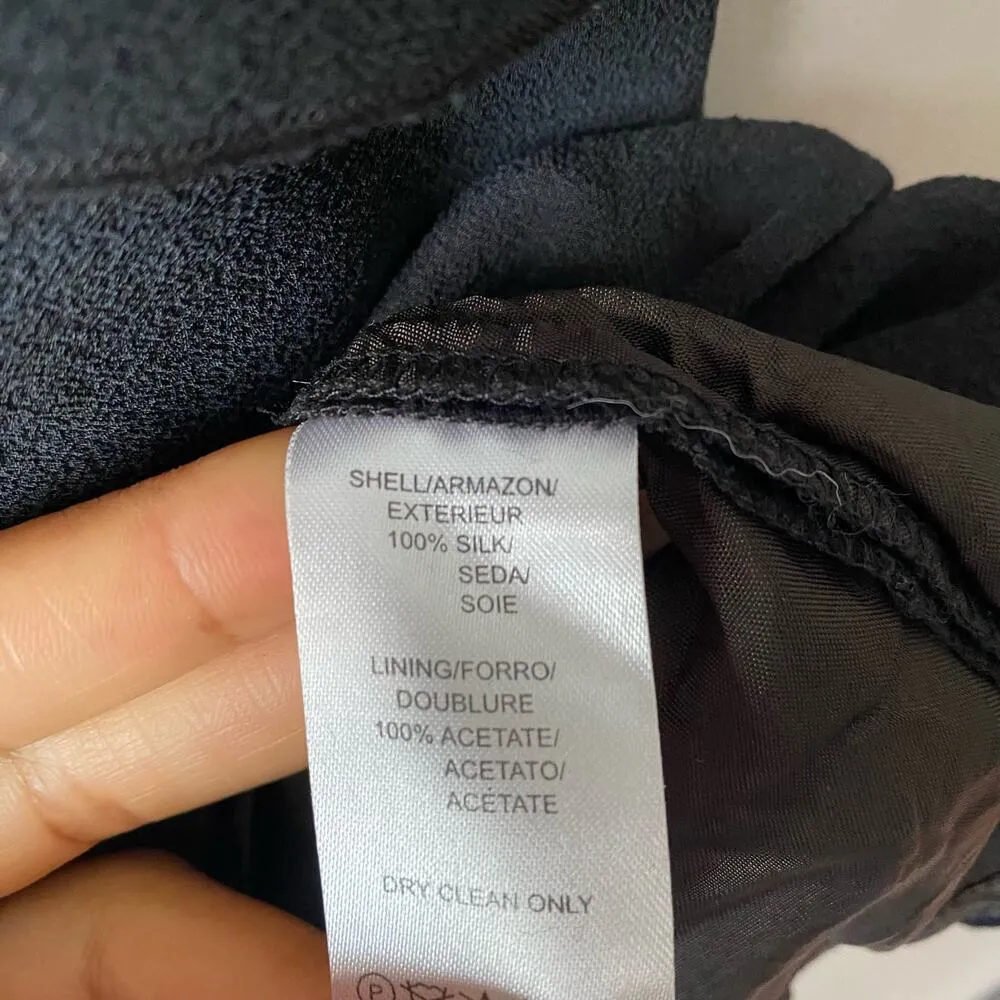 SHELL/ARMAZON/
EXTERIEUR
100% SILK/
SEDA/
SOIE
LINING/FORRO/
DOUBLURE
100% ACETATE/
ACETATO/
ACÉTATE
DRY CLEAN ONLY
P